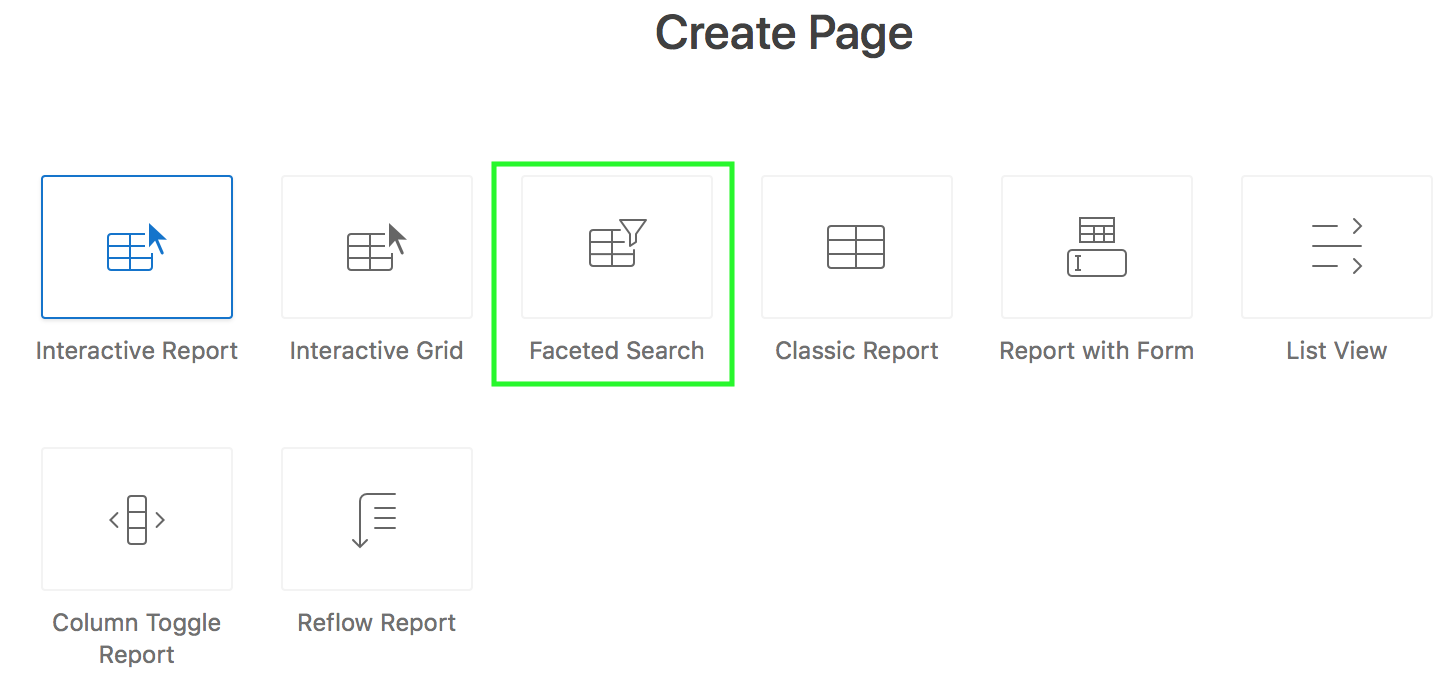 Create Page
Interactive Report
Interactive Grid
Faceted Search
Classic Report
Report with Form
List View
Column Toggle
Report
Reflow Report